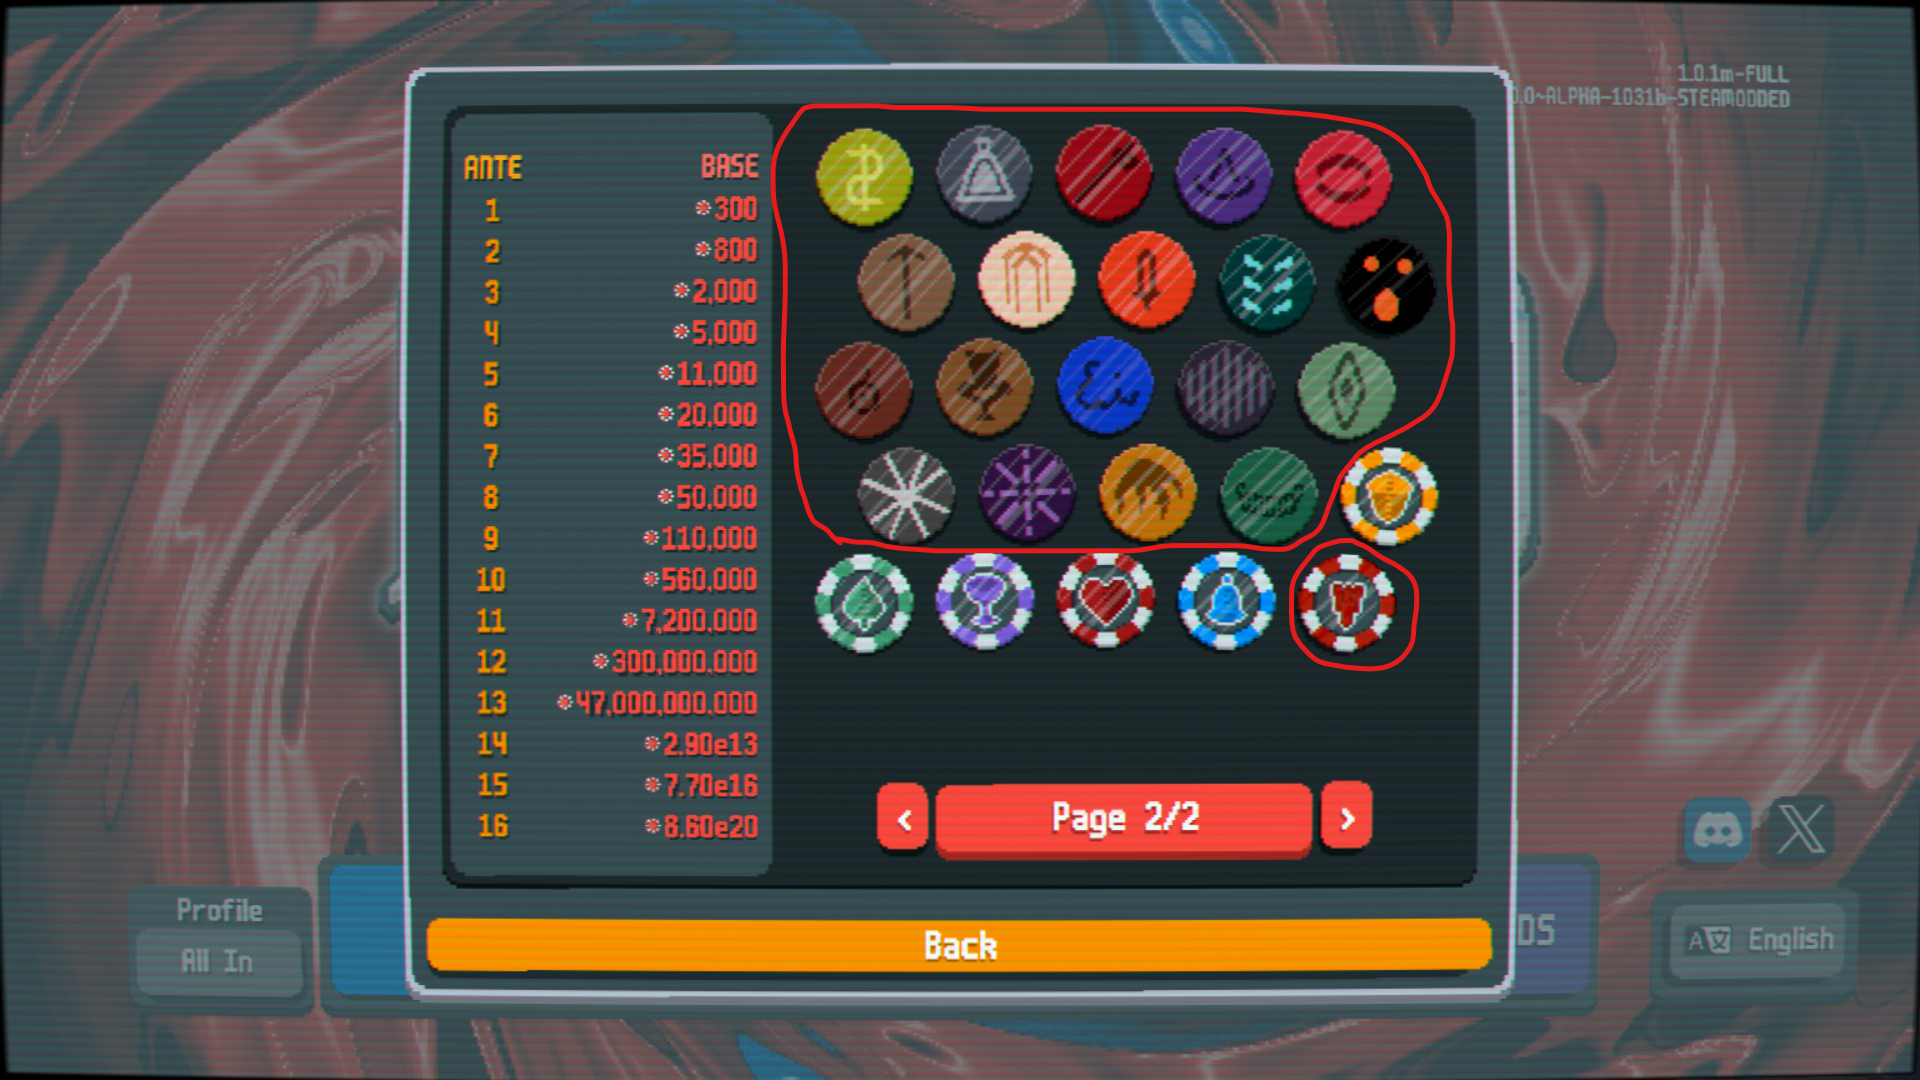 1.0.1m-FULL
0.0~ALPHA-1031b-STEAMODDED
ANTE BASE
1 300
2 800
3 2,000
4 5,000
5 11,000
6 20,000
7 35,000
8 50,000
9 110,000
10 560,000
11 7,200,000
12 300,000,000
13 47,000,000,000
14 2.90e13
15 7.70e16
16 8.60e20
< Page 2/2 >
Back
Profile
All In
DS
English